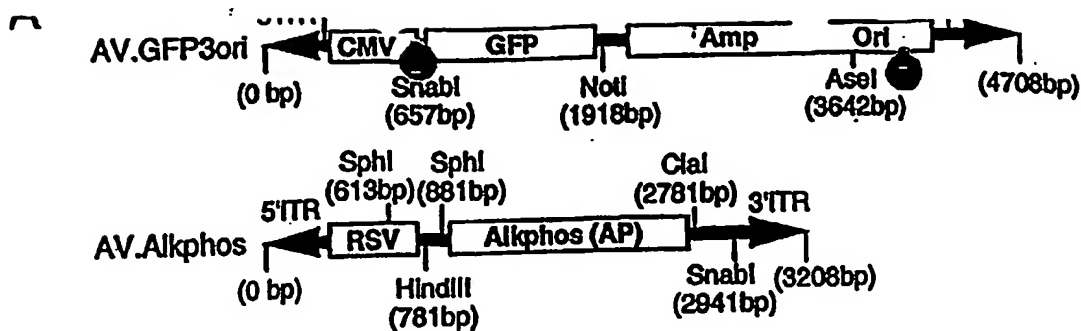 AV.GFP3ori CMV GFP Amp Ori
SnabI NotI AseI
(0 bp) (657bp) (1918bp) (3642bp) (4708bp)
SphI SphI ClaI
(613bp) (881bp) (2781bp)
5'ITR 3'ITR
AV.Alkphos RSV Alkphos (AP)
(0 bp) HindIII SnabI (3208bp)
(781bp) (2941bp)